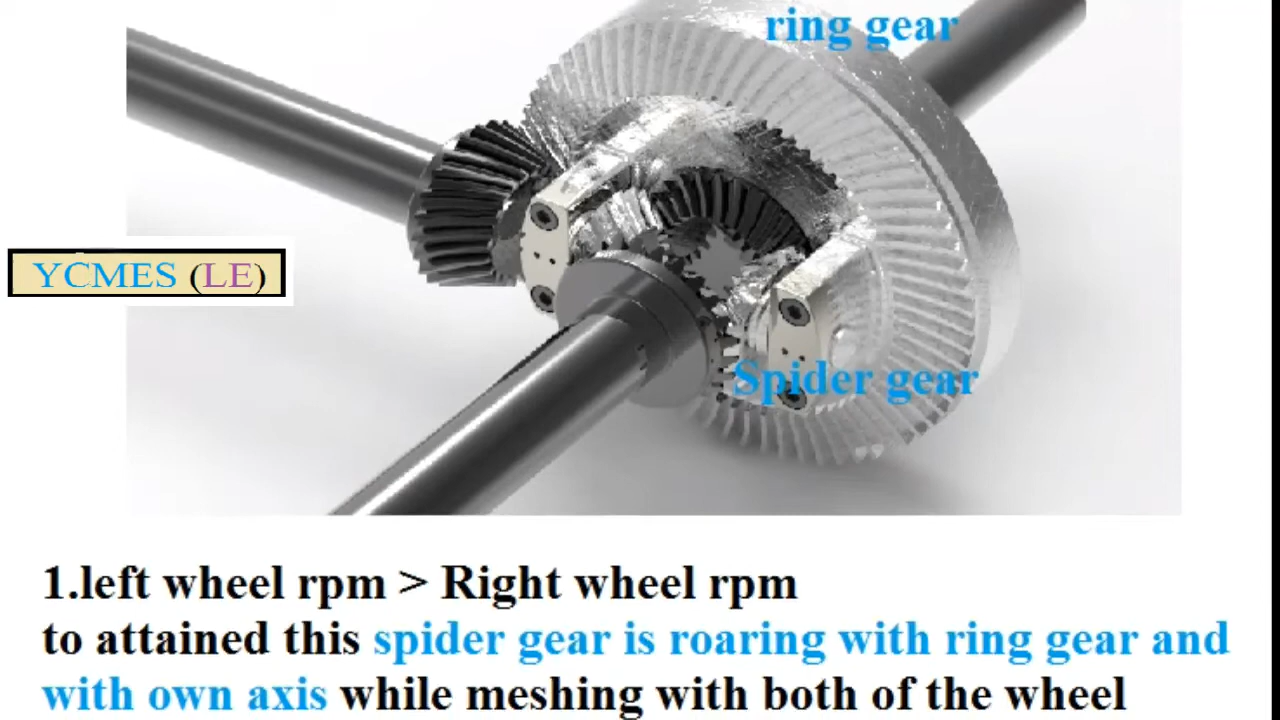 ring gear
YCMES (LE)
Spider gear
1.left wheel rpm > Right wheel rpm
to attained this spider gear is roaring with ring gear and
with own axis while meshing with both of the wheel